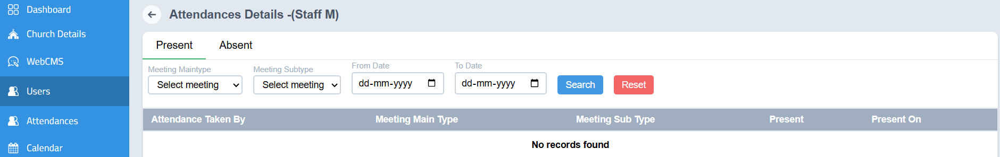 Dashboard
Church Details
WebCMS
Users
Attendances
Calendar
Attendances Details -(Staff M)
Present Absent
Meeting Maintype Meeting Subtype From Date To Date
Select meeting Select meeting dd-mm-yyyy dd-mm-yyyy Search Reset
Attendance Taken By Meeting Main Type Meeting Sub Type Present Present On
No records found